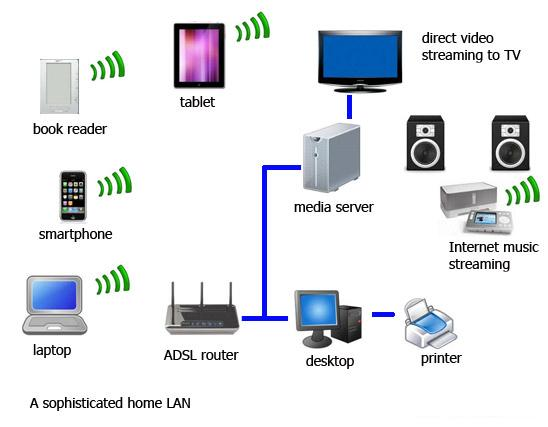 direct video
streaming to TV
tablet
book reader
media server
smartphone
Internet music
streaming
laptop
ADSL router
desktop
printer
A sophisticated home LAN